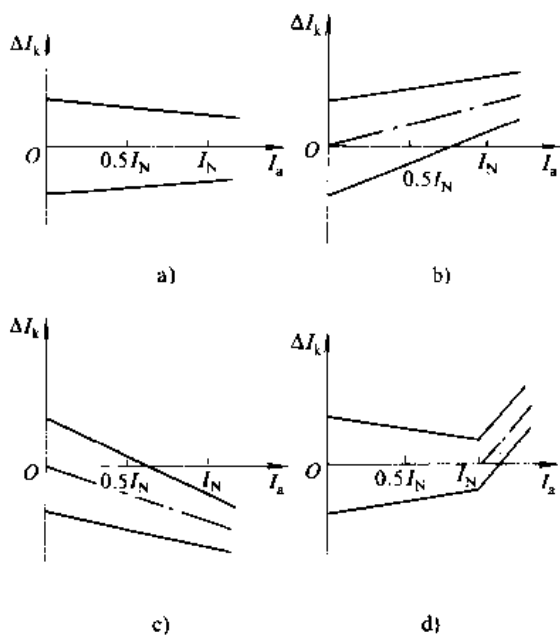 ΔI_k
O
0.5I_N
I_N
I_a
a)
ΔI_k
O
0.5I_N
I_N
I_a
b)
ΔI_k
O
0.5I_N
I_N
I_a
c)
ΔI_k
O
0.5I_N
I_N
I_a
d)